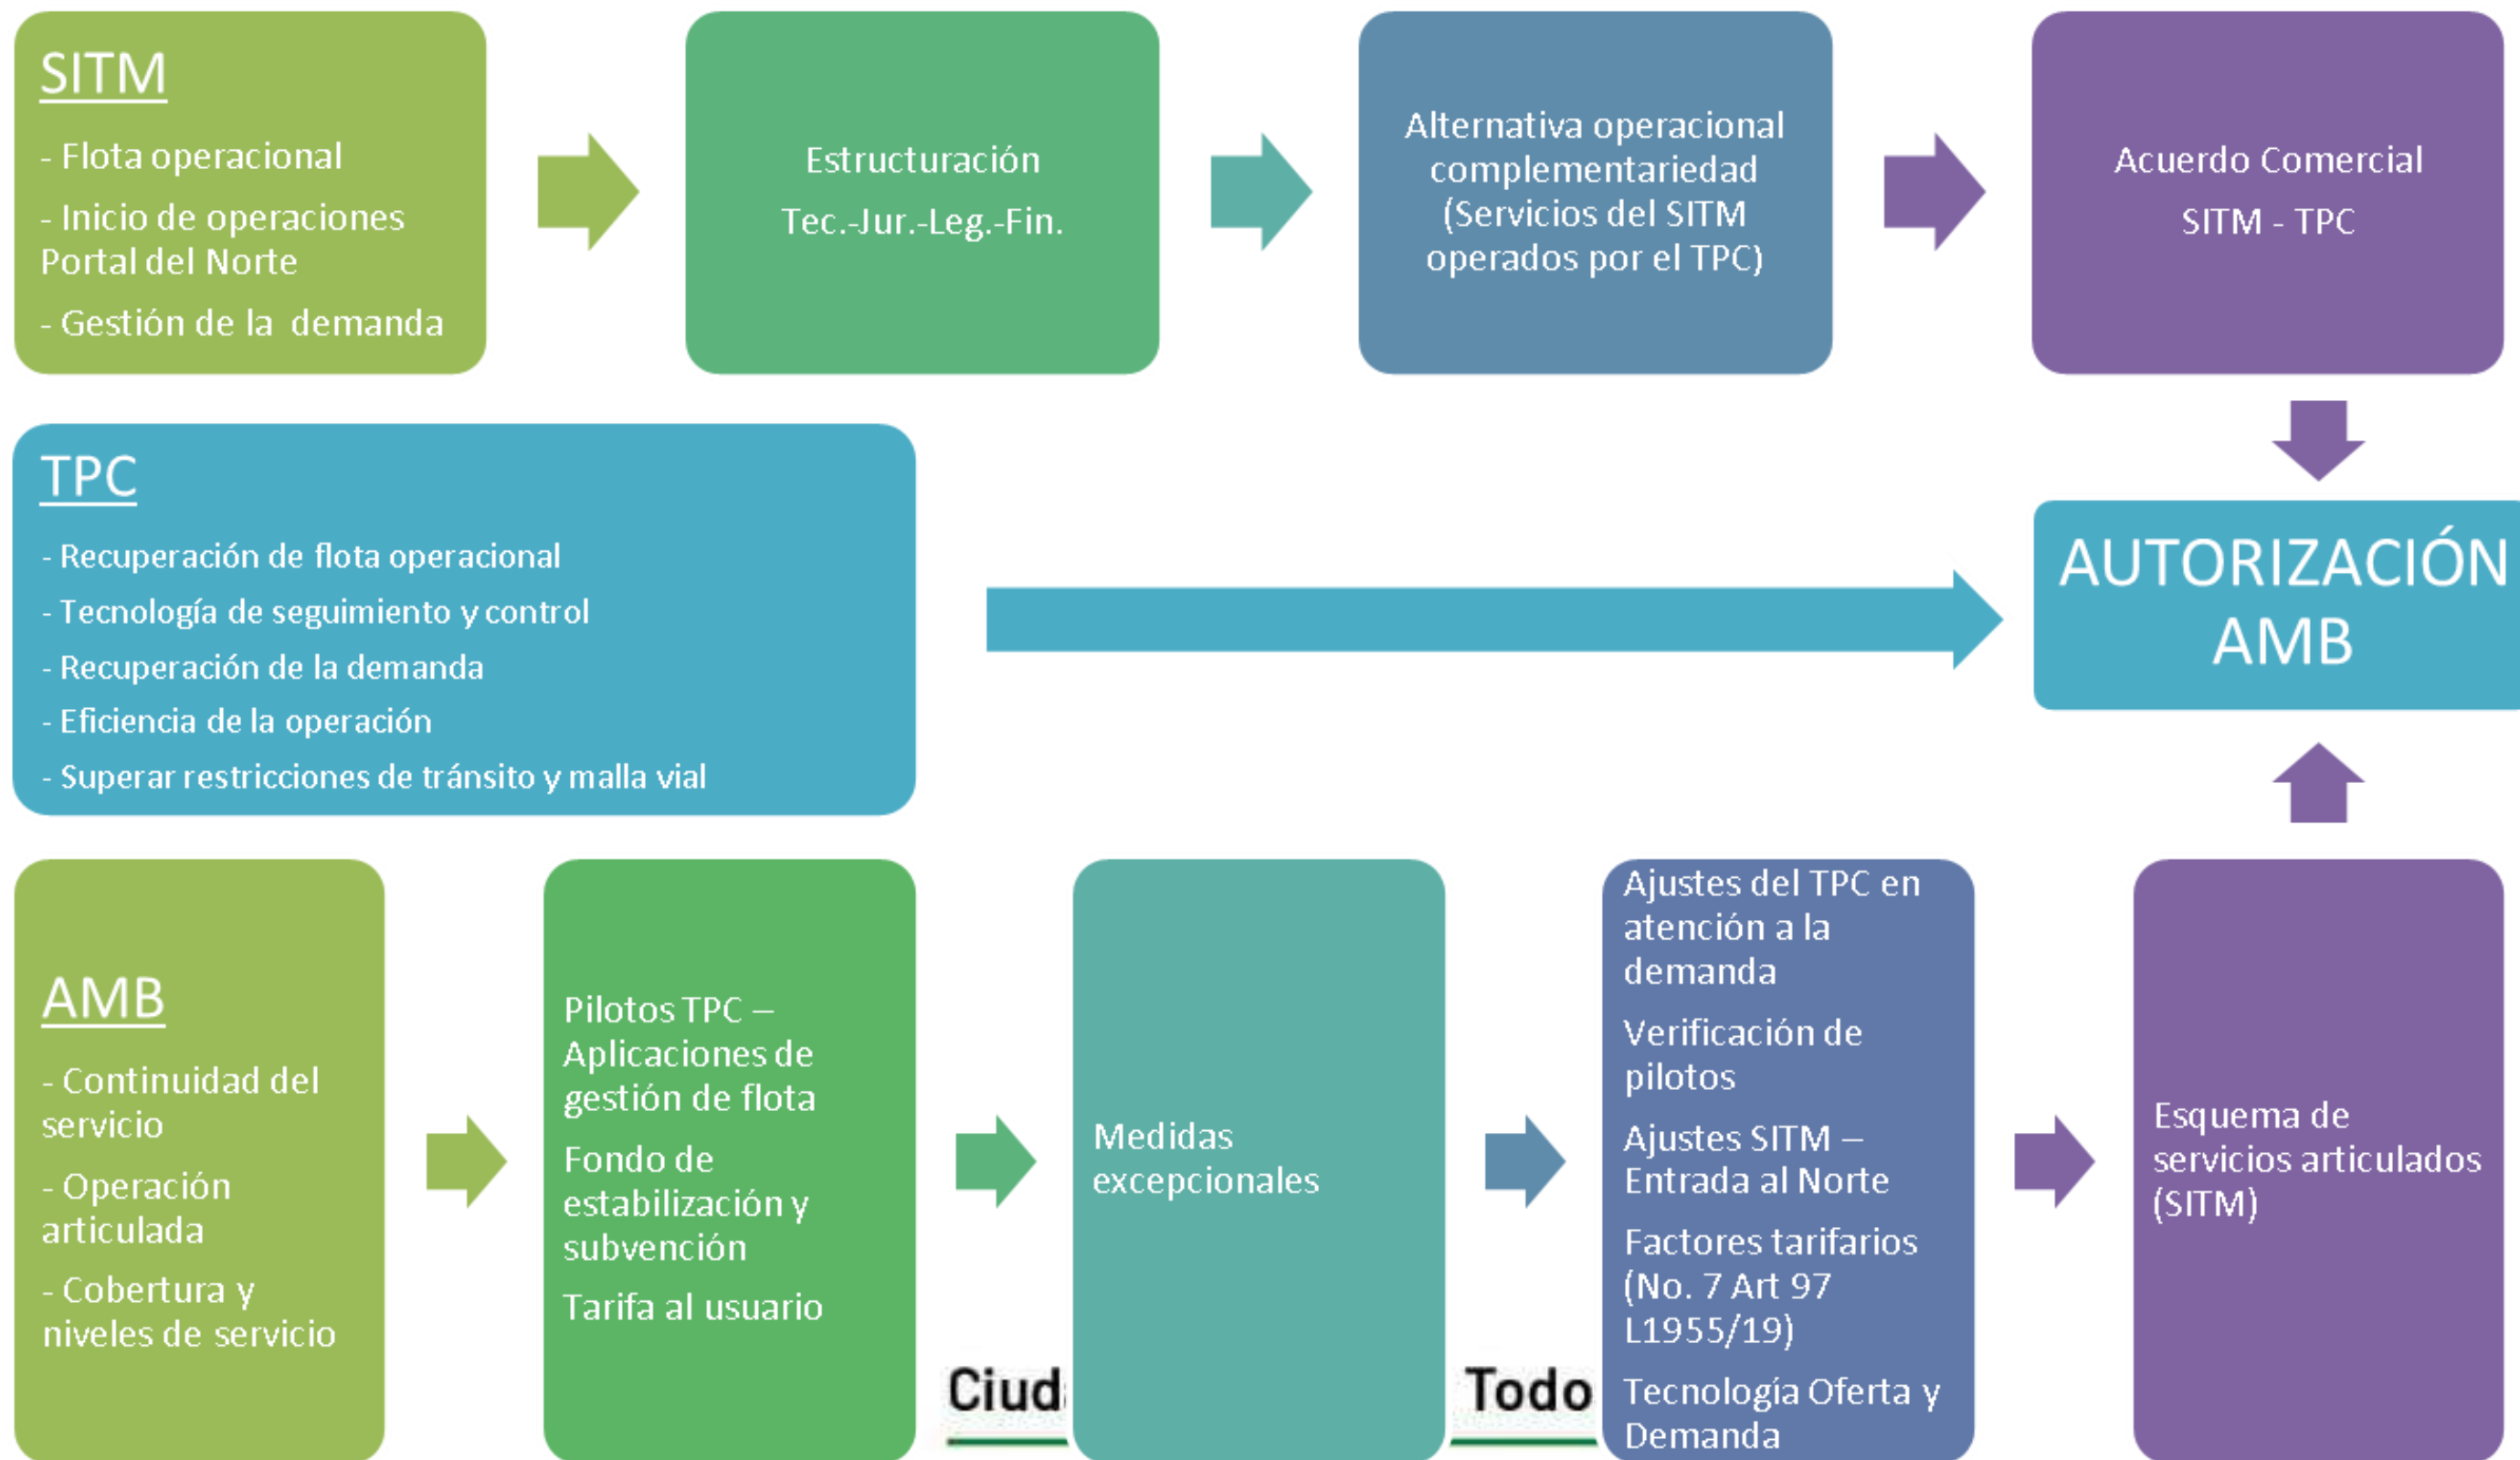 SITM
- Flota operacional
- Inicio de operaciones
Portal del Norte
- Gestión de la demanda
Estructuración
Tec.-Jur.-Leg.-Fin.
Alternativa operacional
complementariedad
(Servicios del SITM
operados por el TPC)
Acuerdo Comercial
SITM - TPC
TPC
- Recuperación de flota operacional
- Tecnología de seguimiento y control
- Recuperación de la demanda
- Eficiencia de la operación
- Superar restricciones de tránsito y malla vial
AUTORIZACIÓN
AMB
AMB
- Continuidad del
servicio
- Operación
articulada
- Cobertura y
niveles de servicio
Pilotos TPC –
Aplicaciones de
gestión de flota
Fondo de
estabilización y
subvención
Tarifa al usuario
Medidas
excepcionales
Ajustes del TPC en
atención a la
demanda
Verificación de
pilotos
Ajustes SITM –
Entrada al Norte
Factores tarifarios
(No. 7 Art 97
L1955/19)
Tecnología Oferta y
Demanda
Esquema de
servicios articulados
(SITM)
Todo